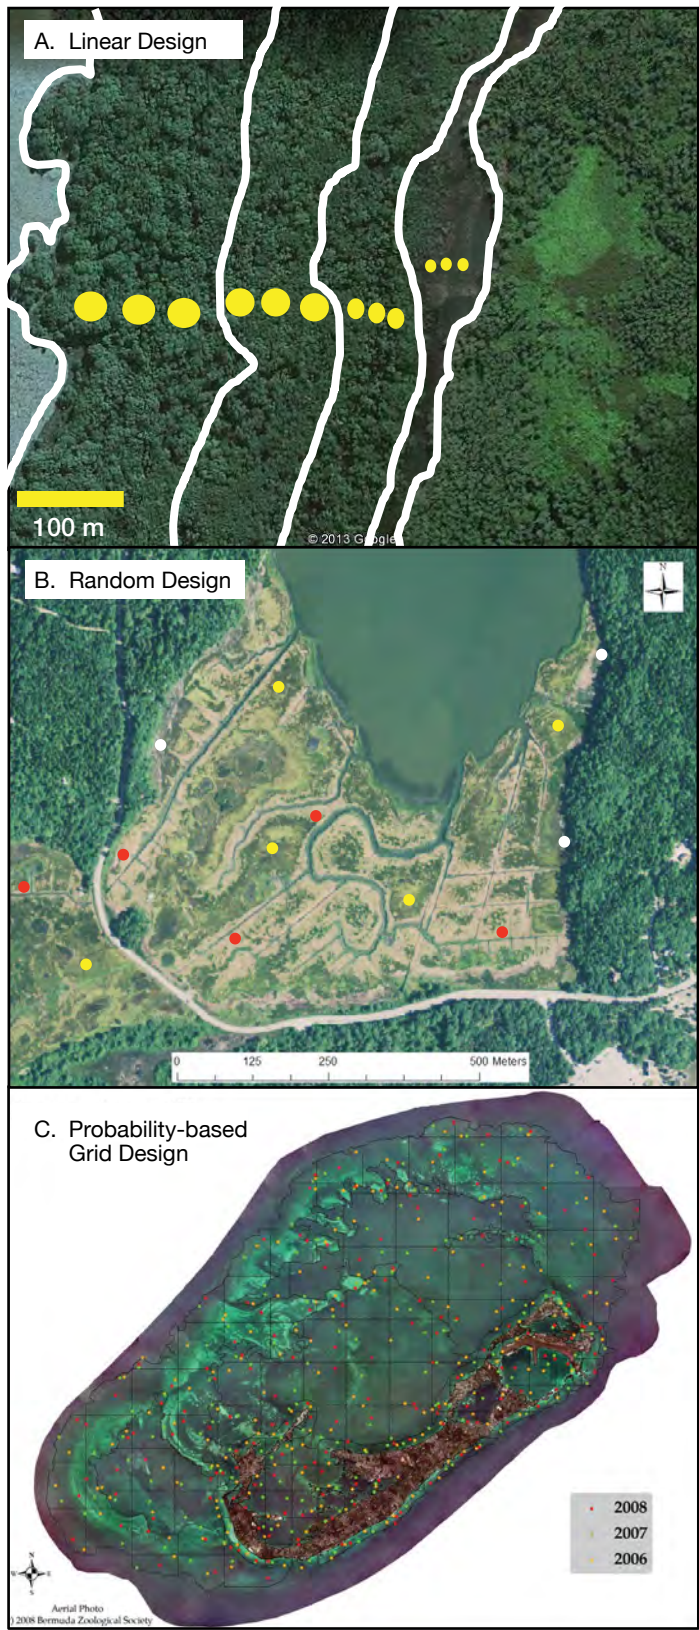 A. Linear Design
100 m
© 2013 Google
B. Random Design
N
0 125 250 500 Meters
C. Probability-based
Grid Design
2008
2007
2006
N
W E
S
Aerial Photo
) 2008 Bermuda Zoological Society